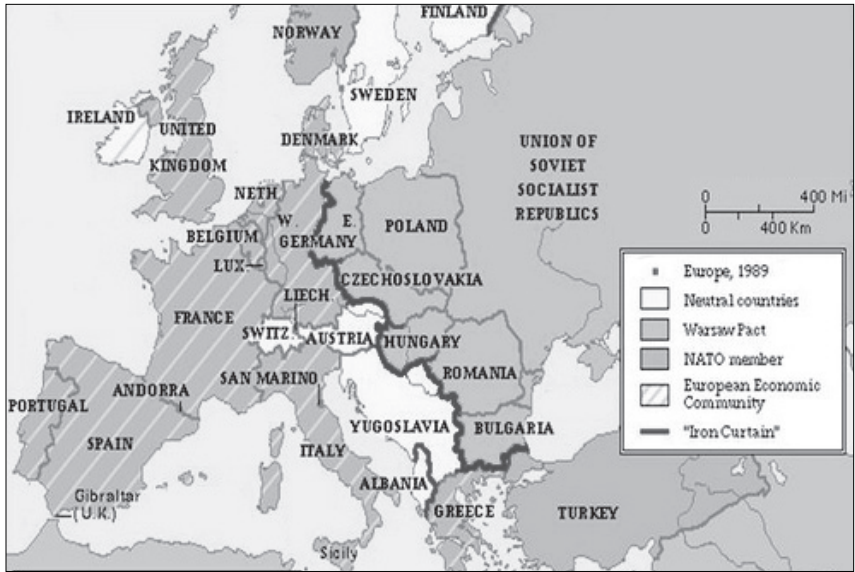 FINLAND
NORWAY
SWEDEN
IRELAND
UNITED
KINGDOM
DENMARK
UNION OF
SOVIET
SOCIALIST
REPUBLICS
NETH.
W.
GERMANY
E.
POLAND
BELGIUM
LUX
CZECHOSLOVAKIA
LIECH.
FRANCE
SWITZ.
AUSTRIA
HUNGARY
ROMANIA
ANDORRA
SAN MARINO
PORTUGAL
SPAIN
YUGOSLAVIA
BULGARIA
ITALY
ALBANIA
GREECE
TURKEY
Gibraltar
(U.K.)
Sicily
0 400 Mi
0 400 Km
Europe, 1989
Neutral countries
Warsaw Pact
NATO member
European Economic
Community
"Iron Curtain"